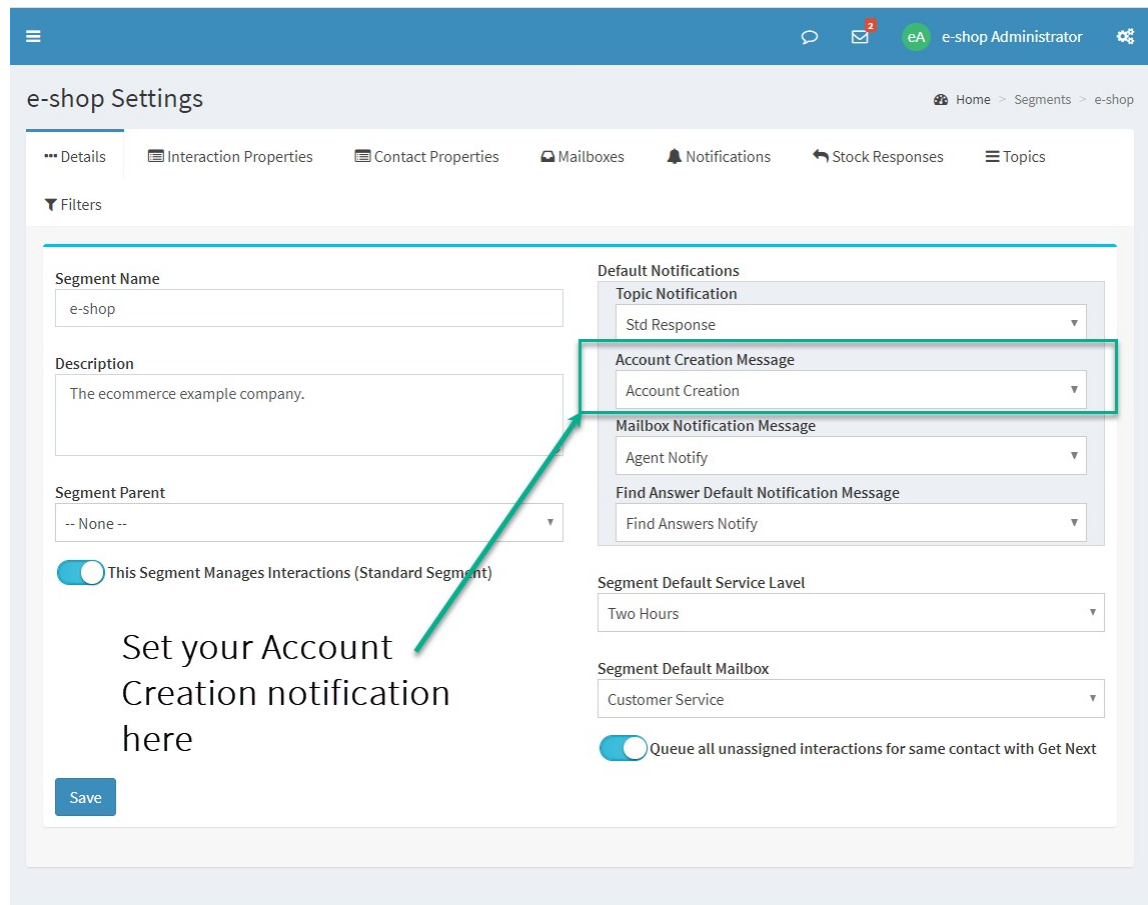 2
eA e-shop Administrator
e-shop Settings
Home > Segments > e-shop
Details Interaction Properties Contact Properties Mailboxes Notifications Stock Responses Topics
Filters
Segment Name
e-shop
Description
The ecommerce example company.
Segment Parent
-- None --
This Segment Manages Interactions (Standard Segment)
Set your Account
Creation notification
here
Save
Default Notifications
Topic Notification
Std Response
Account Creation Message
Account Creation
Mailbox Notification Message
Agent Notify
Find Answer Default Notification Message
Find Answers Notify
Segment Default Service Lavel
Two Hours
Segment Default Mailbox
Customer Service
Queue all unassigned interactions for same contact with Get Next